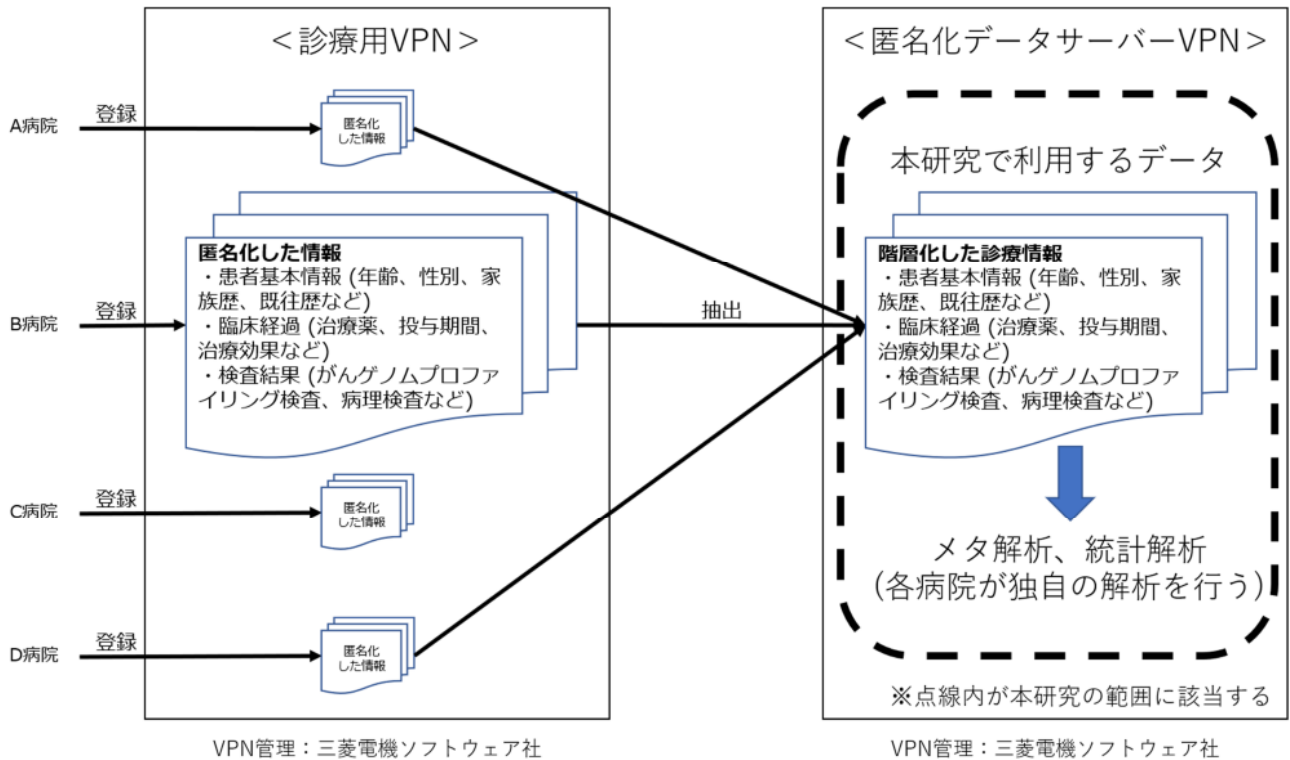 ＜診療用VPN＞
A病院
登録
匿名化
した情報
B病院
登録
匿名化した情報
・患者基本情報 (年齢、性別、家
族歴、既往歴など)
・臨床経過 (治療薬、投与期間、
治療効果など)
・検査結果 (がんゲノムプロファ
イリング検査、病理検査など)
C病院
登録
匿名化
した情報
D病院
登録
匿名化
した情報
VPN管理：三菱電機ソフトウェア社
抽出
＜匿名化データサーバーVPN＞
本研究で利用するデータ
階層化した診療情報
・患者基本情報 (年齢、性別、家
族歴、既往歴など)
・臨床経過 (治療薬、投与期間、
治療効果など)
・検査結果 (がんゲノムプロファ
イリング検査、病理検査など)
メタ解析、統計解析
(各病院が独自の解析を行う)
※点線内が本研究の範囲に該当する
VPN管理：三菱電機ソフトウェア社